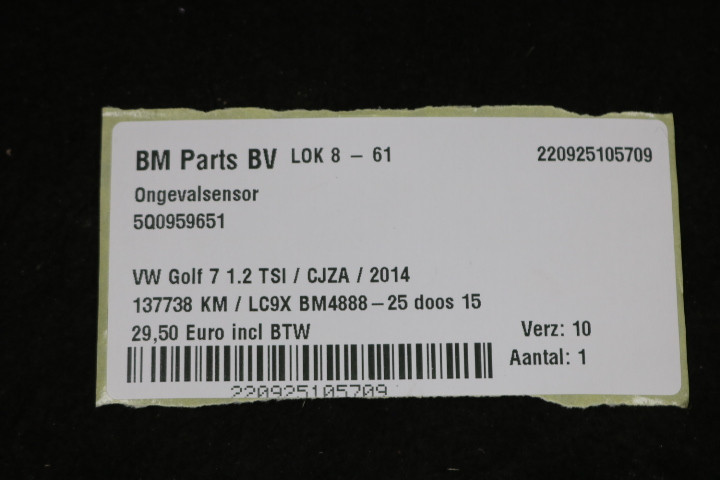 BM Parts BV LOK 8 - 61 220925105709
Ongevalsensor
5Q0959651
VW Golf 7 1.2 TSI / CJZA / 2014
137738 KM / LC9X BM4888-25 doos 15
29,50 Euro incl BTW Verz: 10
Aantal: 1
220925105709